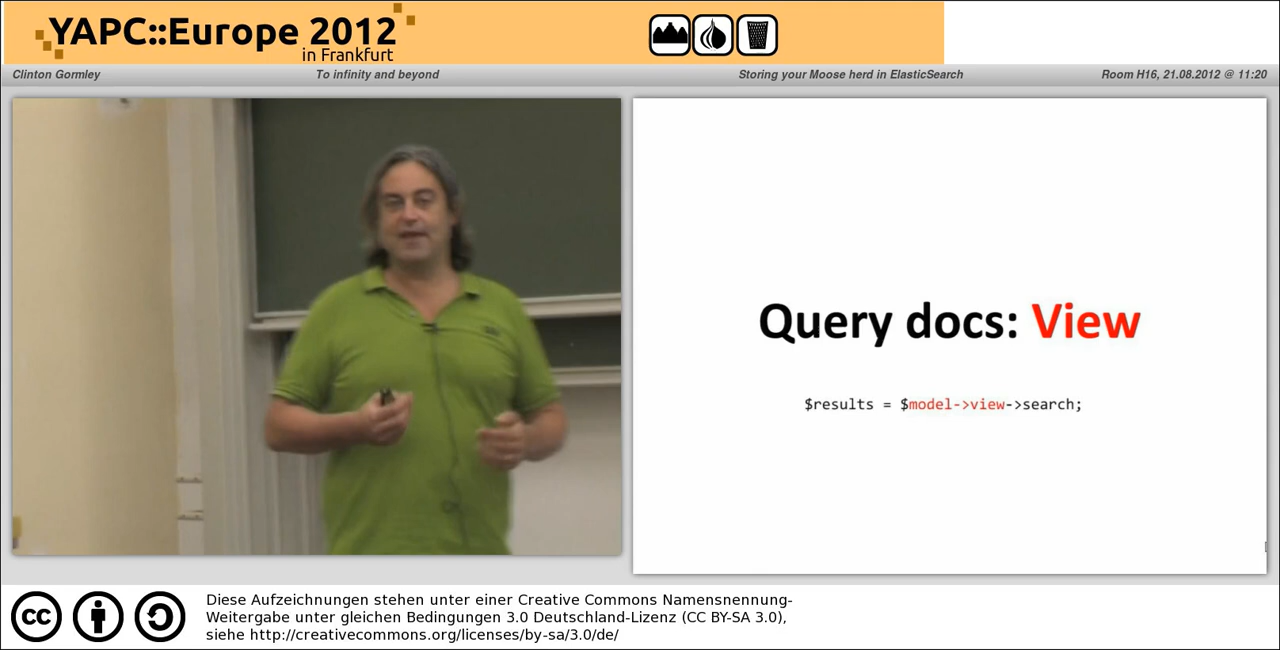 YAPC::Europe 2012
in Frankfurt
Clinton Gormley To infinity and beyond Storing your Moose herd in ElasticSearch Room H16, 21.08.2012 @ 11:20
Query docs: View
$results = $model->view->search;
cc
Diese Aufzeichnungen stehen unter einer Creative Commons Namensnennung-
Weitergabe unter gleichen Bedingungen 3.0 Deutschland-Lizenz (CC BY-SA 3.0),
siehe http://creativecommons.org/licenses/by-sa/3.0/de/